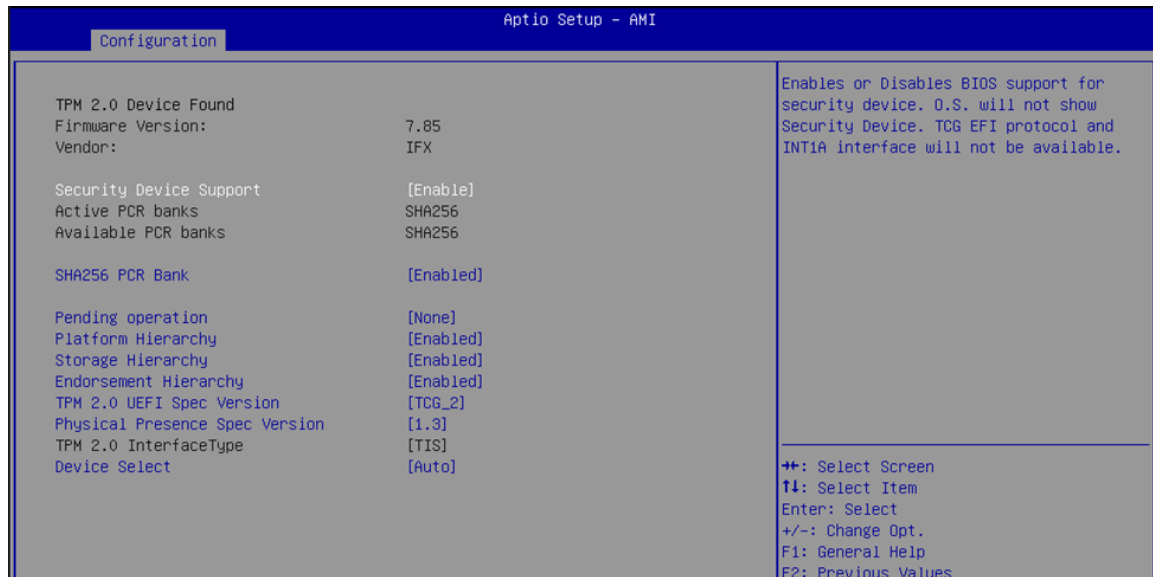 Aptio Setup – AMI
Configuration
TPM 2.0 Device Found
Firmware Version: 7.85
Vendor: IFX
Security Device Support [Enable]
Active PCR banks SHA256
Available PCR banks SHA256
SHA256 PCR Bank [Enabled]
Pending operation [None]
Platform Hierarchy [Enabled]
Storage Hierarchy [Enabled]
Endorsement Hierarchy [Enabled]
TPM 2.0 UEFI Spec Version [TCG_2]
Physical Presence Spec Version [1.3]
TPM 2.0 InterfaceType [TIS]
Device Select [Auto]
Enables or Disables BIOS support for
security device. O.S. will not show
Security Device. TCG EFI protocol and
INT1A interface will not be available.
→←: Select Screen
↑↓: Select Item
Enter: Select
+/-: Change Opt.
F1: General Help
F2: Previous Values